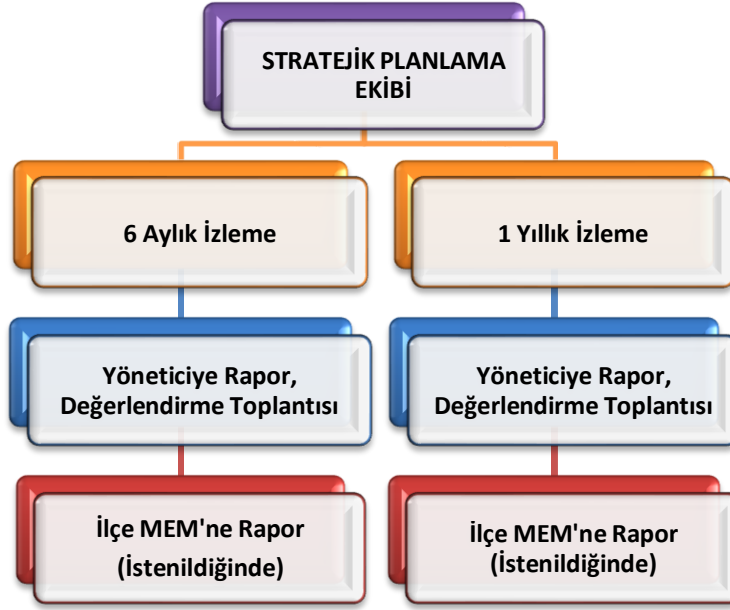 STRATEJİK PLANLAMA
EKİBİ
6 Aylık İzleme
1 Yıllık İzleme
Yöneticiye Rapor,
Değerlendirme Toplantısı
Yöneticiye Rapor,
Değerlendirme Toplantısı
İlçe MEM'ne Rapor
(İstenildiğinde)
İlçe MEM'ne Rapor
(İstenildiğinde)